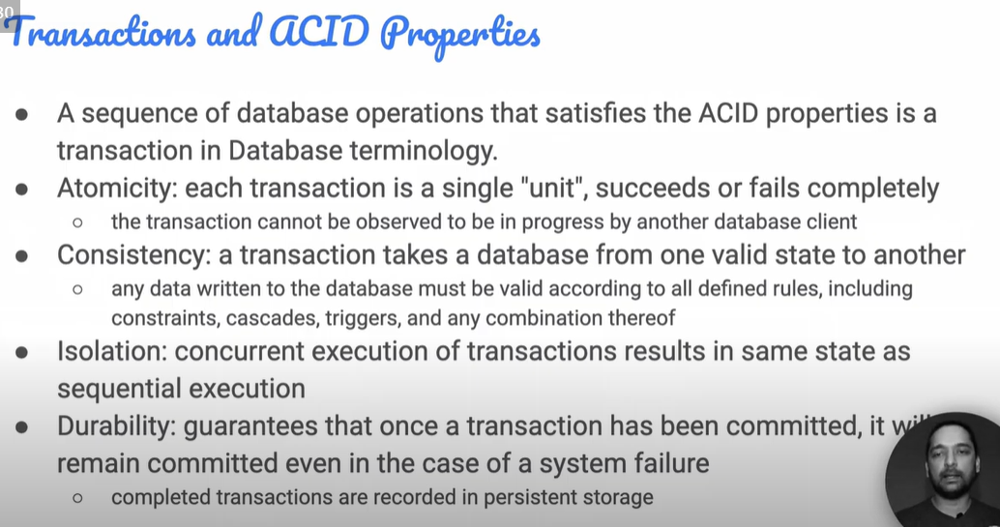 30
Transactions and ACID Properties
● A sequence of database operations that satisfies the ACID properties is a
transaction in Database terminology.
● Atomicity: each transaction is a single "unit", succeeds or fails completely
○ the transaction cannot be observed to be in progress by another database client
● Consistency: a transaction takes a database from one valid state to another
○ any data written to the database must be valid according to all defined rules, including
constraints, cascades, triggers, and any combination thereof
● Isolation: concurrent execution of transactions results in same state as
sequential execution
● Durability: guarantees that once a transaction has been committed, it will
remain committed even in the case of a system failure
○ completed transactions are recorded in persistent storage